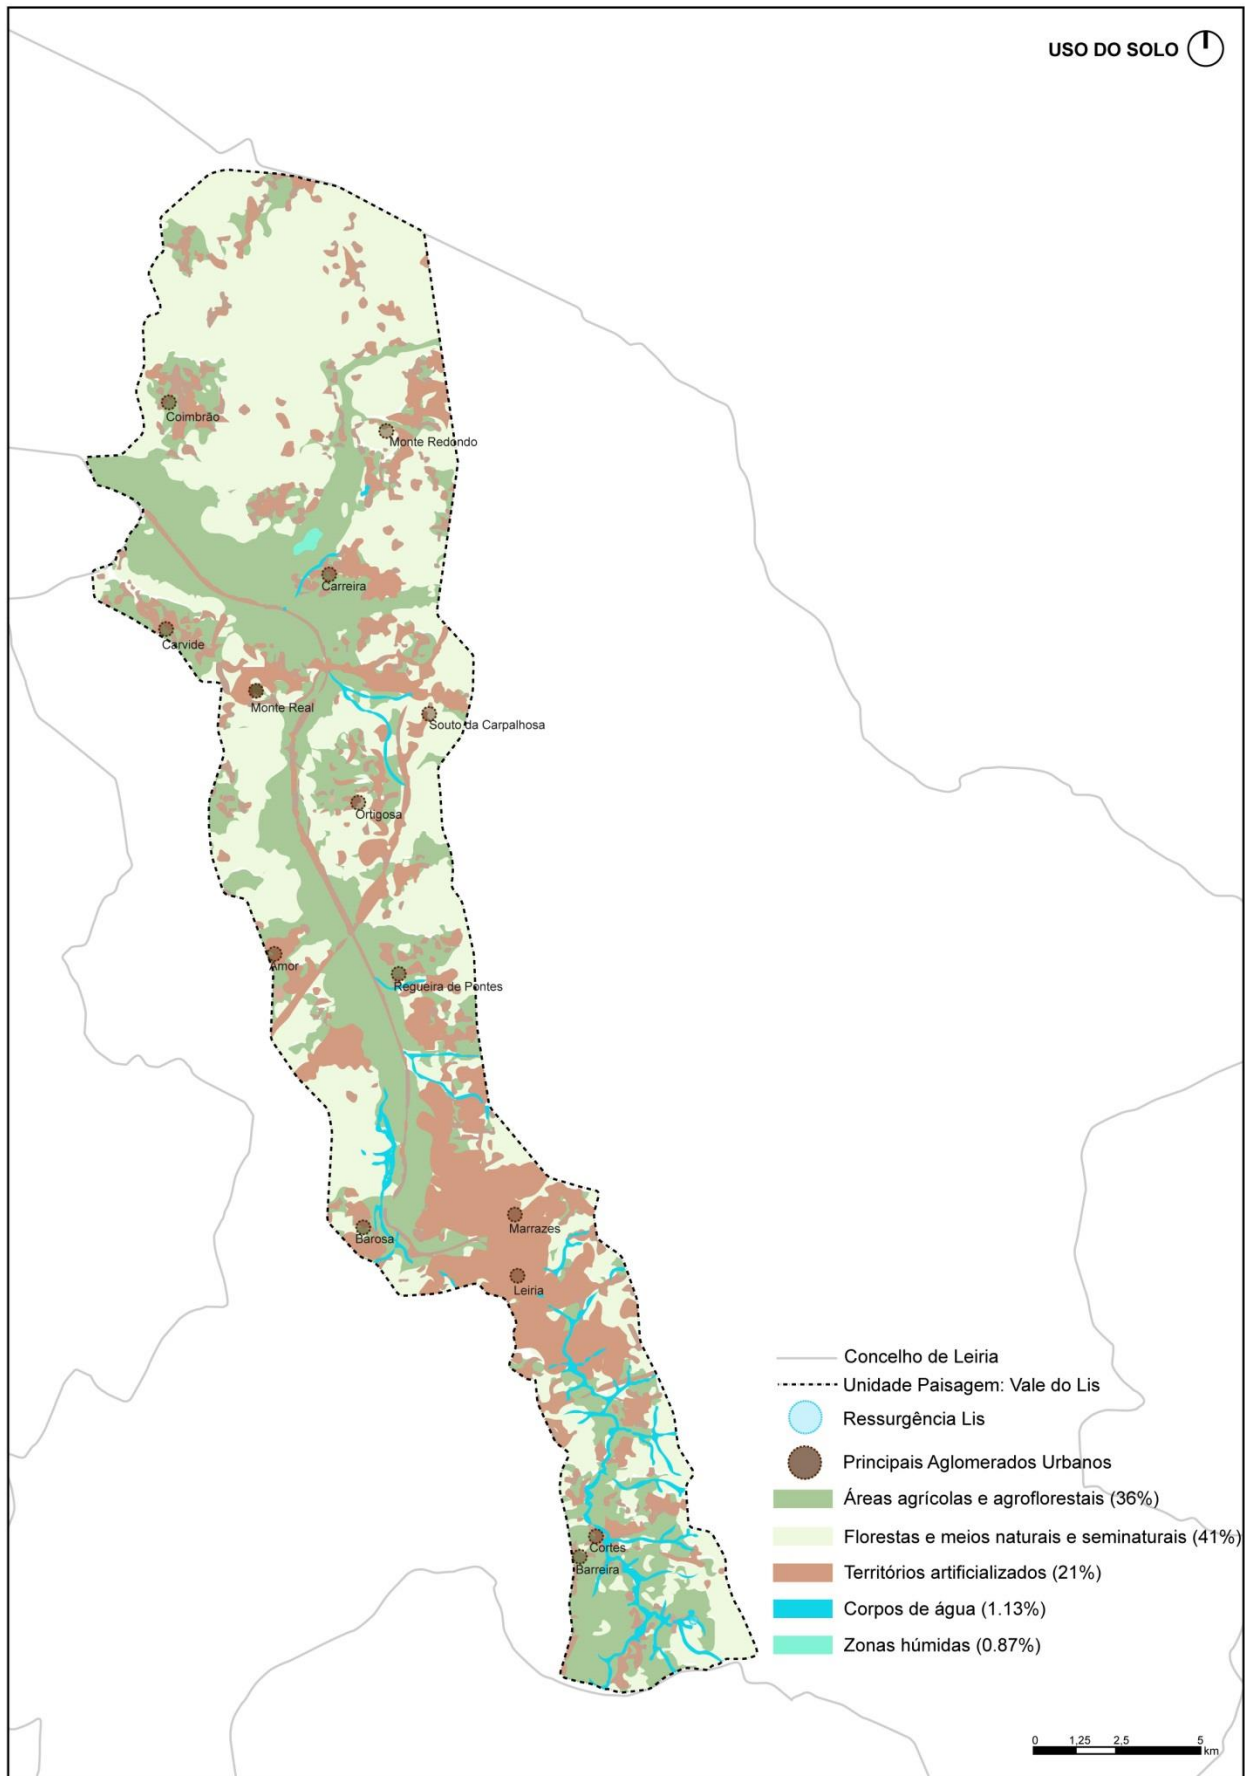 USO DO SOLO
Coimbrão
Monte Redondo
Carreira
Carvide
Monte Real
Souto da Carpalhosa
Ortigosa
Amor
Regueira de Pontes
Marrazes
Barosa
Leiria
Cortes
Barreira
Concelho de Leiria
Unidade Paisagem: Vale do Lis
Ressurgência Lis
Principais Aglomerados Urbanos
Áreas agrícolas e agroflorestais (36%)
Florestas e meios naturais e seminaturais (41%)
Territórios artificializados (21%)
Corpos de água (1.13%)
Zonas húmidas (0.87%)
0 1,25 2,5 5
km